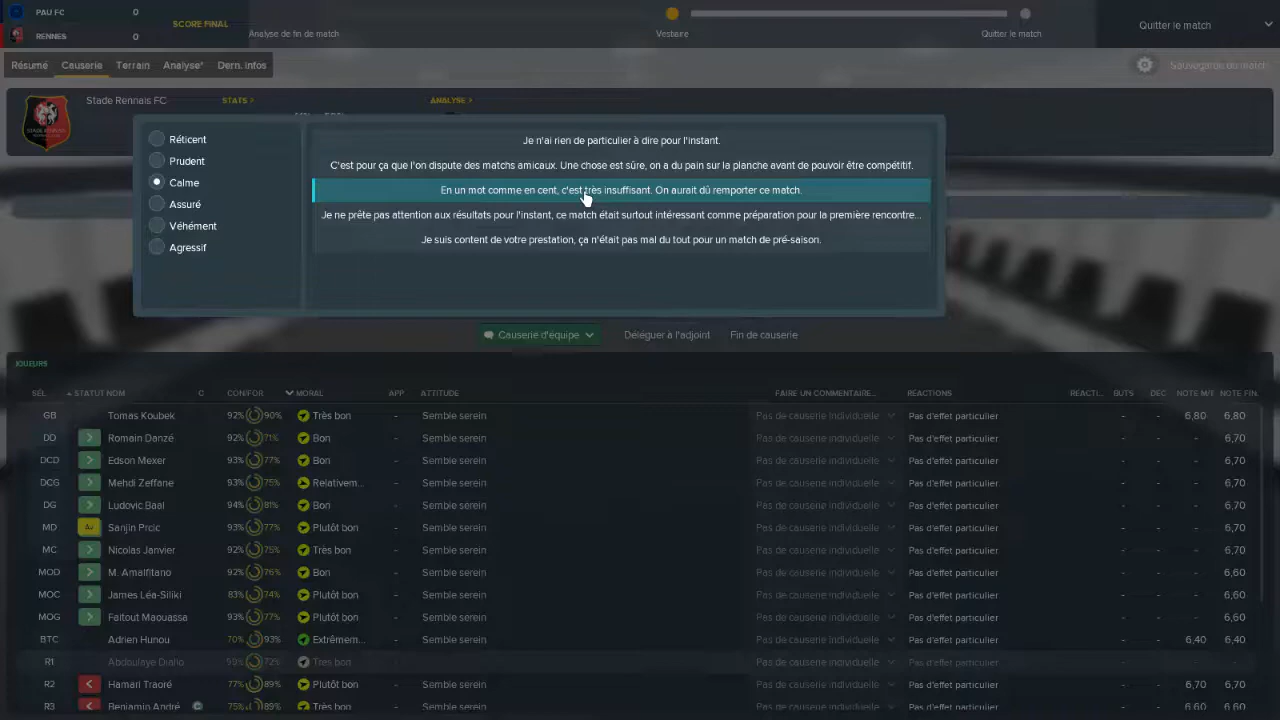 PAU FC 0
RENNES 0
SCORE FINAL
Analyse de fin de match
Vestiaire
Quitter le match
Quitter le match
Résumé Causerie Terrain Analyse* Dern. infos
Sauvegarde du match
Stade Rennais FC STATS > ANALYSE >
Réticent
Prudent
Calme
Assuré
Véhément
Agressif
Je n'ai rien de particulier à dire pour l'instant.
C'est pour ça que l'on dispute des matchs amicaux. Une chose est sûre, on a du pain sur la planche avant de pouvoir être compétitif.
En un mot comme en cent, c'est très insuffisant. On aurait dû remporter ce match.
Je ne prête pas attention aux résultats pour l'instant, ce match était surtout intéressant comme préparation pour la première rencontre...
Je suis content de votre prestation, ça n'était pas mal du tout pour un match de pré-saison.
Causerie d'équipe Déléguer à l'adjoint Fin de causerie
JOUEURS
SÉL. STATUT NOM C CON/FOR MORAL APP ATTITUDE FAIRE UN COMMENTAIRE... RÉACTIONS RÉACTI... BUTS DÉC NOTE M/T NOTE FIN.
GB Tomas Koubek 92% 90% Très bon - Semble serein Pas de causerie individuelle Pas d'effet particulier - - 6,80 6,80
DD Romain Danzé 92% 71% Bon - Semble serein Pas de causerie individuelle Pas d'effet particulier - - - 6,70
DCD Edson Mexer 93% 77% Bon - Semble serein Pas de causerie individuelle Pas d'effet particulier - - - 6,70
DCG Mehdi Zeffane 93% 75% Relativem... - Semble serein Pas de causerie individuelle Pas d'effet particulier - - - 6,70
DG Ludovic Baal 94% 81% Bon - Semble serein Pas de causerie individuelle Pas d'effet particulier - - - 6,70
MD Sanjin Prcic 93% 77% Plutôt bon - Semble serein Pas de causerie individuelle Pas d'effet particulier - - - 6,70
MC Nicolas Janvier 92% 75% Très bon - Semble serein Pas de causerie individuelle Pas d'effet particulier - - - 6,70
MOD M. Amalfitano 92% 76% Bon - Semble serein Pas de causerie individuelle Pas d'effet particulier - - - 6,60
MOC James Léa-Siliki 83% 74% Plutôt bon - Semble serein Pas de causerie individuelle Pas d'effet particulier - - - 6,60
MOG Faitout Maouassa 93% 77% Plutôt bon - Semble serein Pas de causerie individuelle Pas d'effet particulier - - - 6,60
BTC Adrien Hunou 70% 93% Extrêmem... - Semble serein Pas de causerie individuelle Pas d'effet particulier - - 6,40 6,40
R1 Abdoulaye Diallo 72% Très bon - - - -
R2 Hamari Traoré 77% 89% Plutôt bon - Semble serein Pas de causerie individuelle Pas d'effet particulier - - 6,70 6,70
R3 Benjamin André C 75% 89% Très bon - Semble serein Pas de causerie individuelle Pas d'effet particulier - - 6,60 6,60